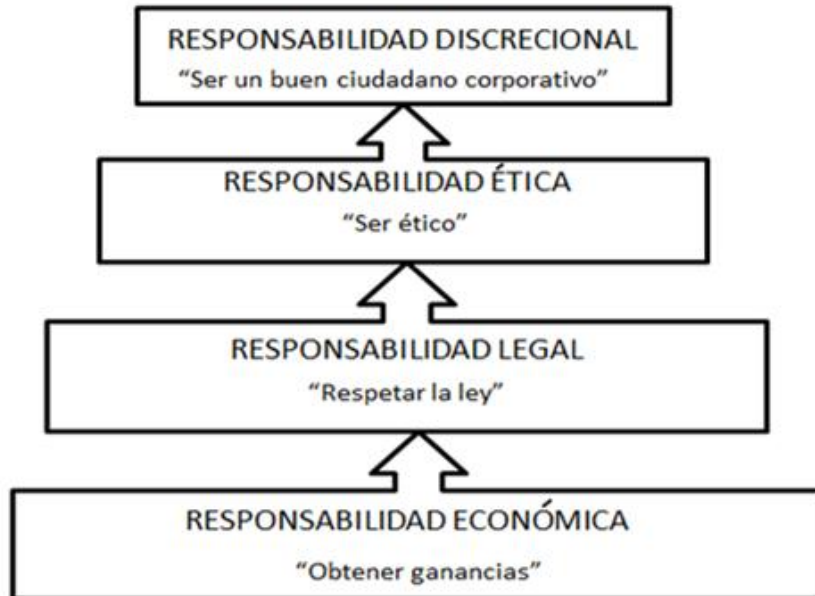 RESPONSABILIDAD DISCRECIONAL
“Ser un buen ciudadano corporativo”
RESPONSABILIDAD ÉTICA
“Ser ético”
RESPONSABILIDAD LEGAL
“Respetar la ley”
RESPONSABILIDAD ECONÓMICA
“Obtener ganancias”